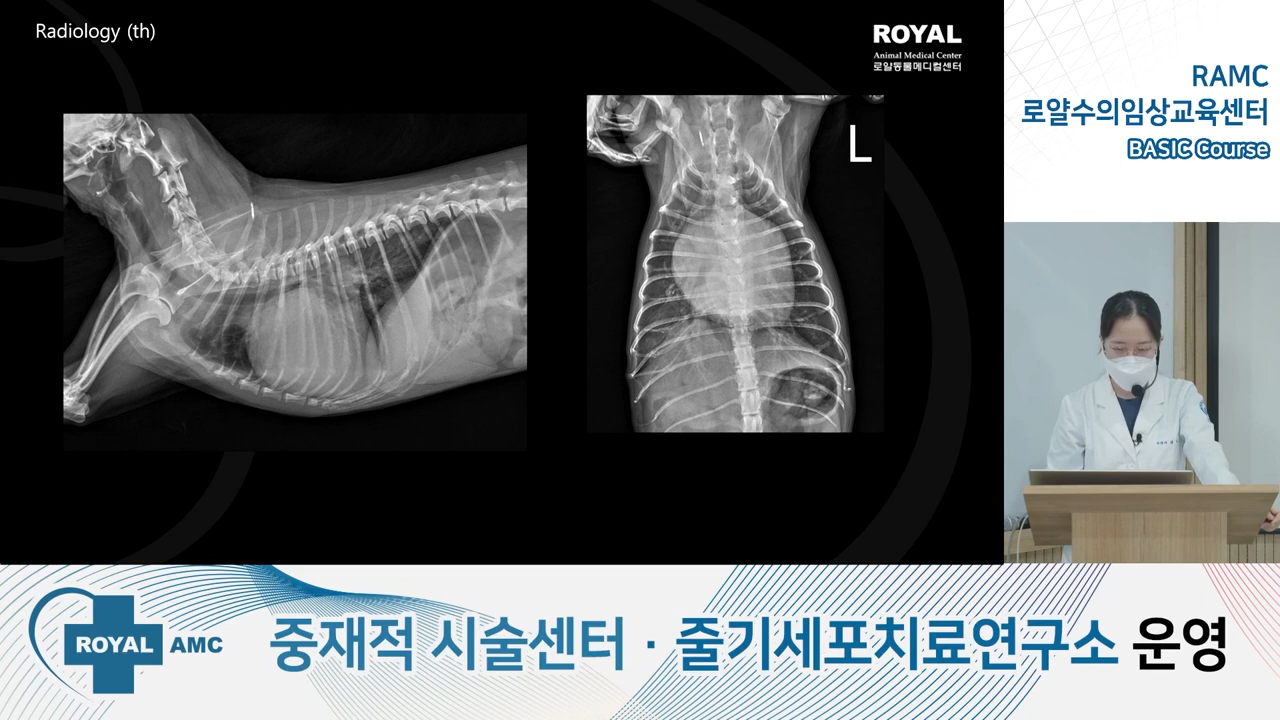 Radiology (th)
ROYAL
Animal Medical Center
로얄동물메디컬센터
L
RAMC
로얄수의임상교육센터
BASIC Course
ROYAL AMC
중재적 시술센터 · 줄기세포치료연구소 운영